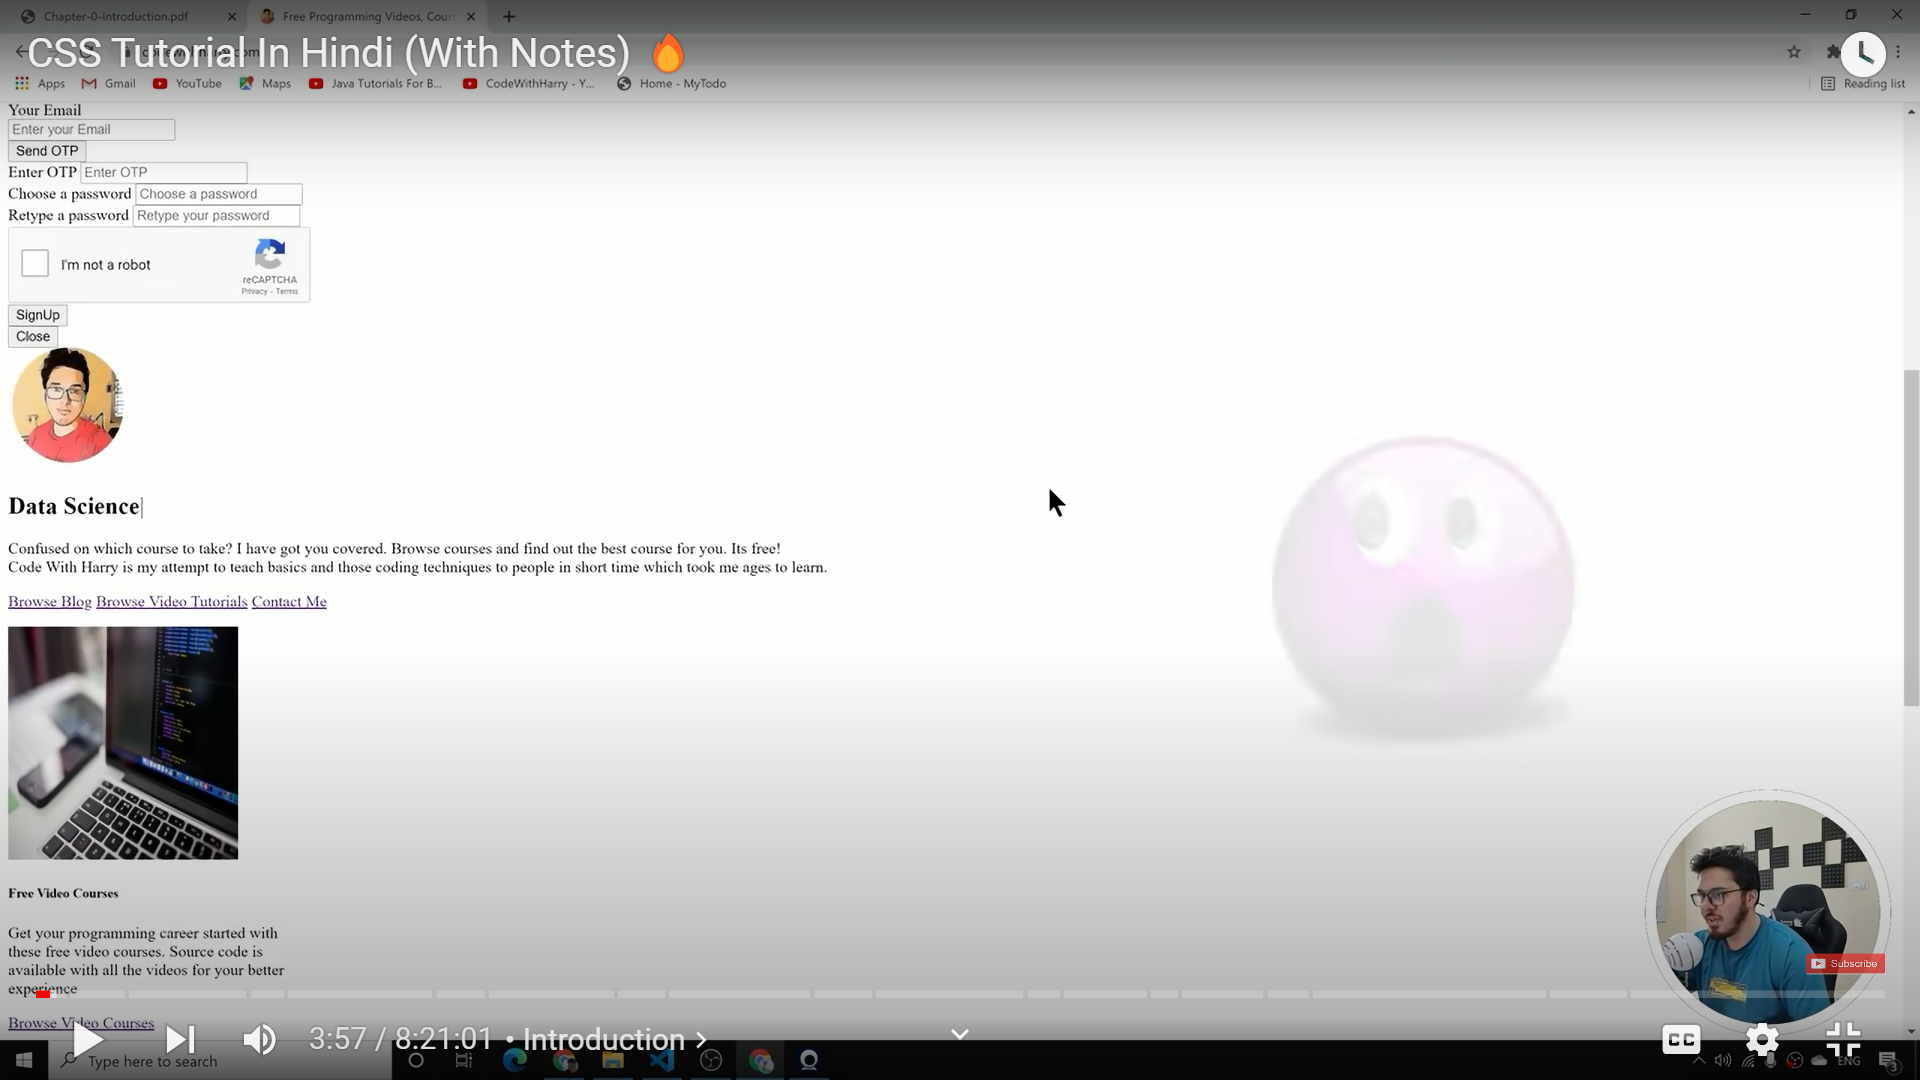 Chapter-0-Introduction.pdf
Free Programming Videos, Cour
CSS Tutorial In Hindi (With Notes)
Apps Gmail YouTube Maps Java Tutorials For B... CodeWithHarry - Y... Home - MyTodo Reading list
Your Email
Enter your Email
Send OTP
Enter OTP Enter OTP
Choose a password Choose a password
Retype a password Retype your password
I'm not a robot
reCAPTCHA
Privacy - Terms
SignUp
Close
Data Science
Confused on which course to take? I have got you covered. Browse courses and find out the best course for you. Its free!
Code With Harry is my attempt to teach basics and those coding techniques to people in short time which took me ages to learn.
Browse Blog Browse Video Tutorials Contact Me
Free Video Courses
Get your programming career started with
these free video courses. Source code is
available with all the videos for your better
experience
Subscribe
Browse Video Courses
3:57 / 8:21:01 • Introduction
CC
Type here to search
ENG
3